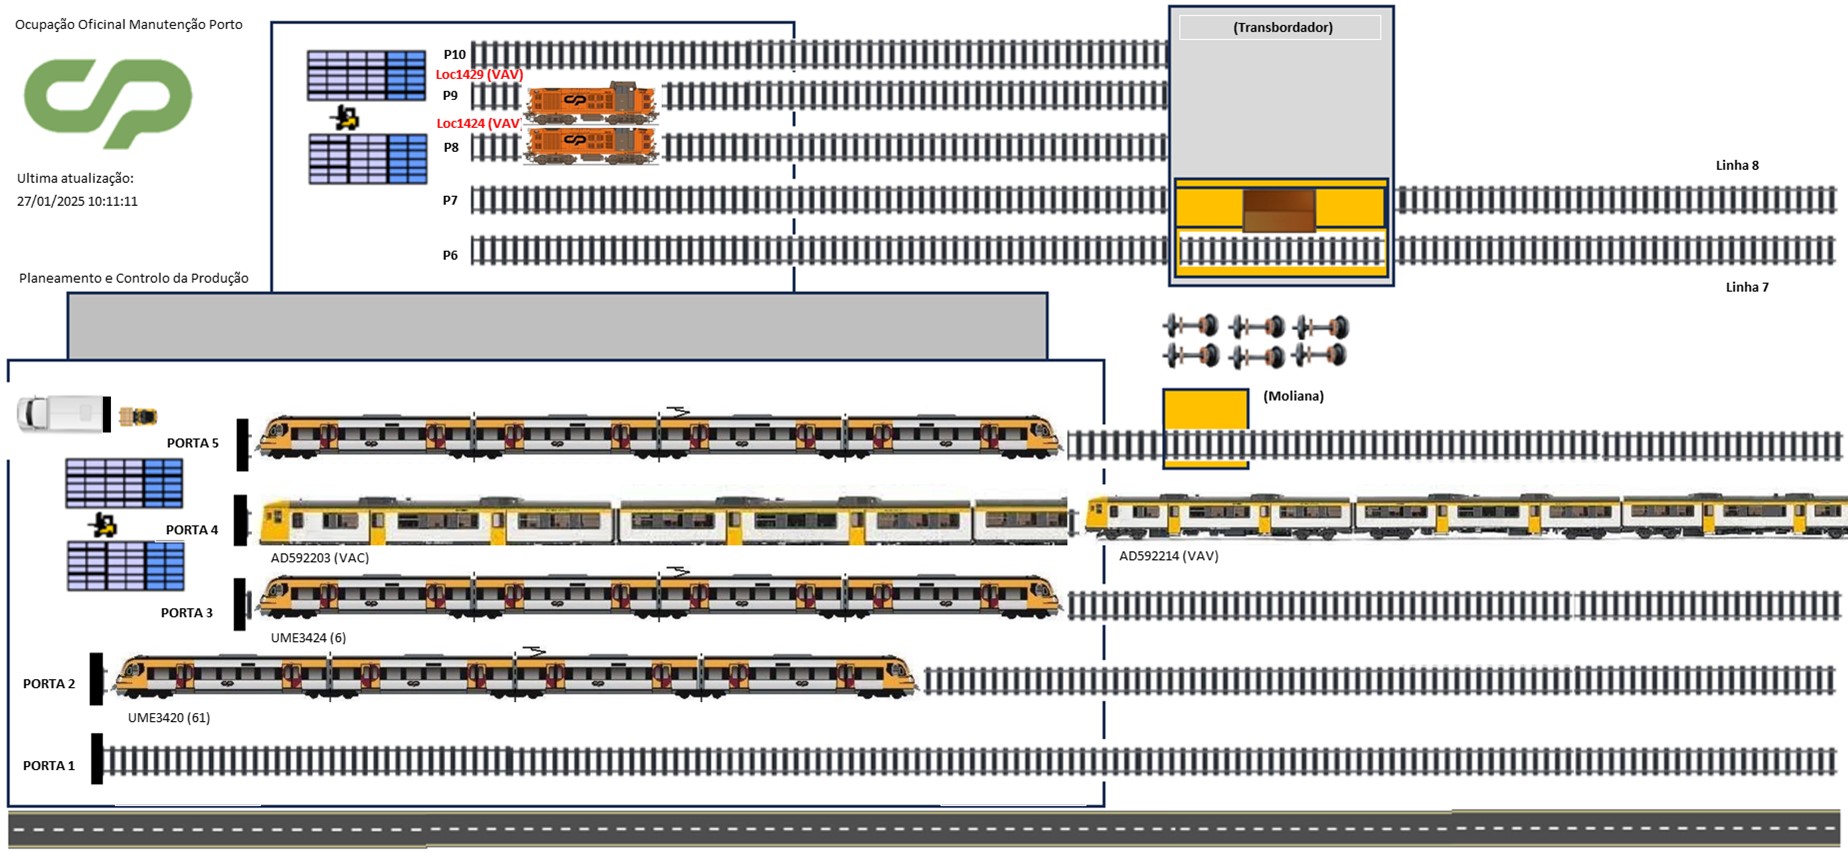 Ocupação Oficinal Manutenção Porto
(Transbordador)
P10
Loc1429 (VAV)
P9
Loc1424 (VAV)
P8
Linha 8
Ultima atualização:
27/01/2025 10:11:11
P7
P6
Planeamento e Controlo da Produção
Linha 7
(Moliana)
PORTA 5
PORTA 4
AD592203 (VAC)
AD592214 (VAV)
PORTA 3
UME3424 (6)
PORTA 2
UME3420 (61)
PORTA 1